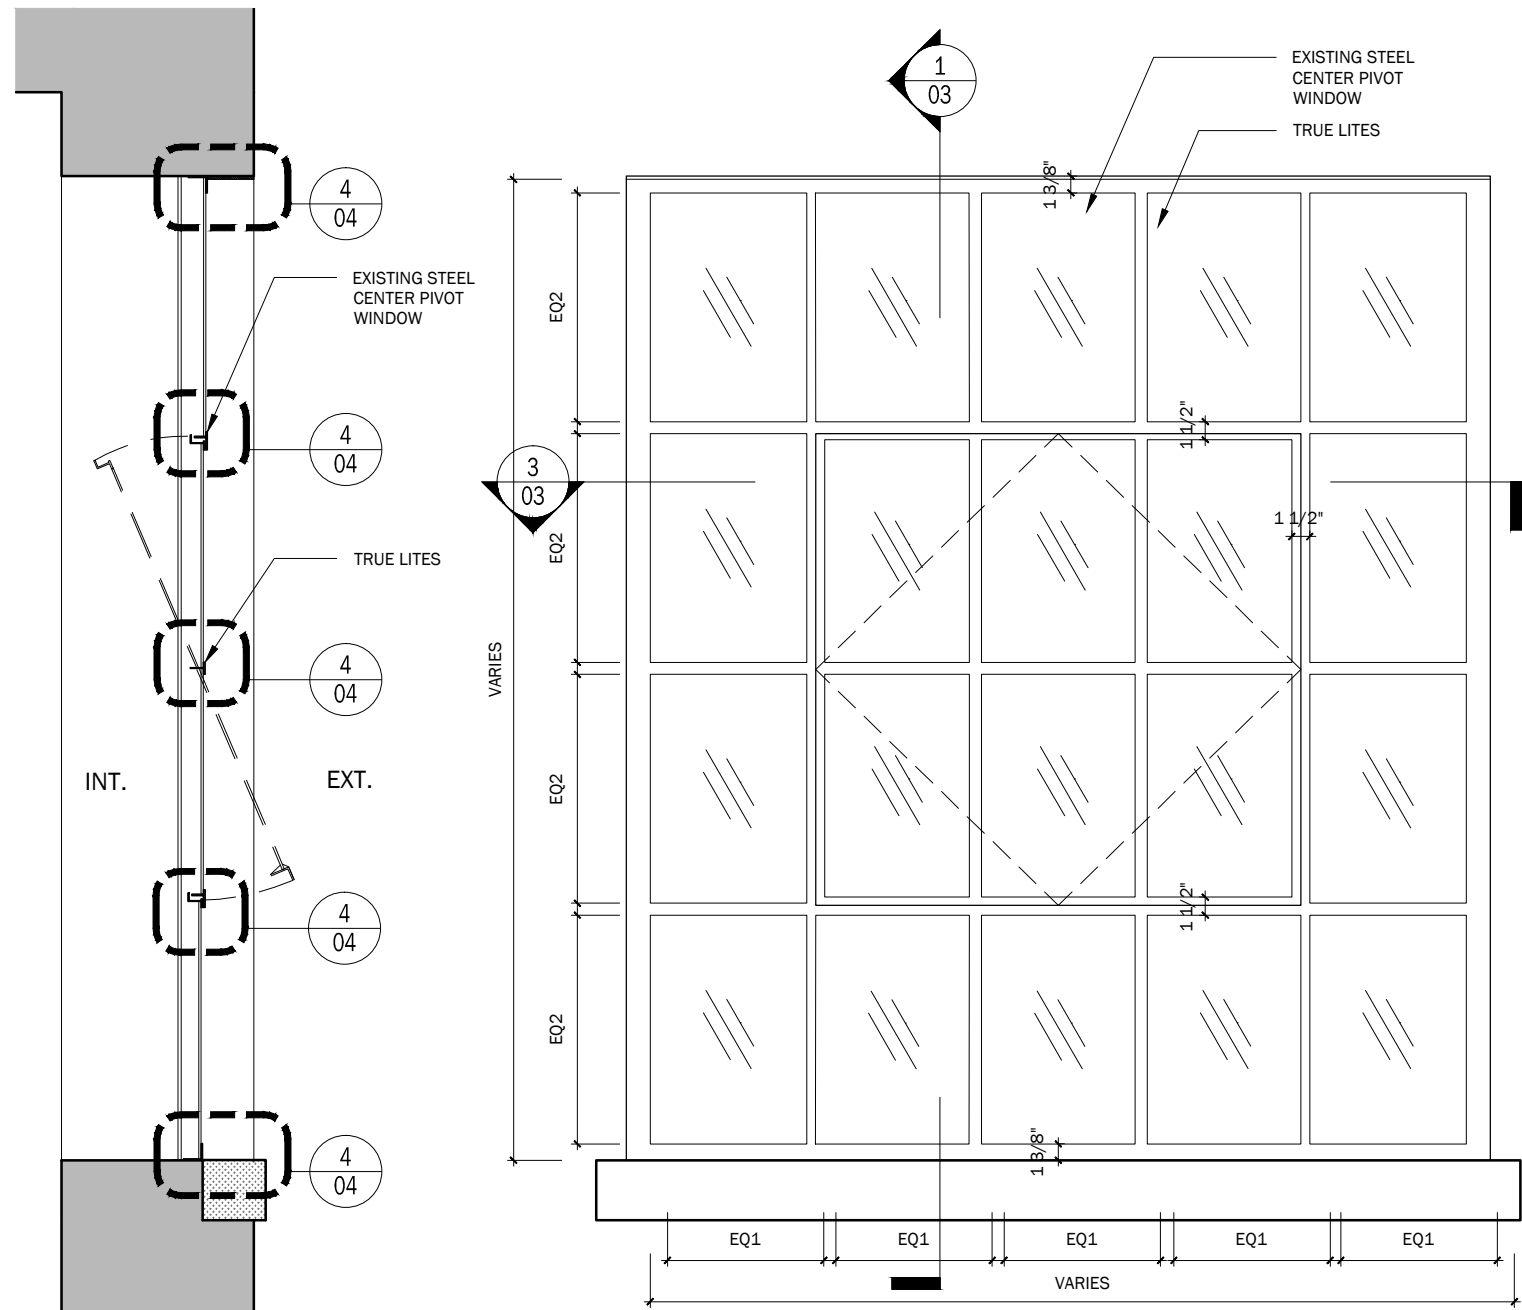 4
04
EXISTING STEEL
CENTER PIVOT
WINDOW
4
04
TRUE LITES
4
04
INT.
EXT.
4
04
4
04
1
03
EXISTING STEEL
CENTER PIVOT
WINDOW
TRUE LITES
1 3/8"
EQ2
1 1/2"
3
03
1 1/2"
EQ2
VARIES
EQ2
1 1/2"
EQ2
1 3/8"
EQ1
EQ1
EQ1
EQ1
EQ1
VARIES